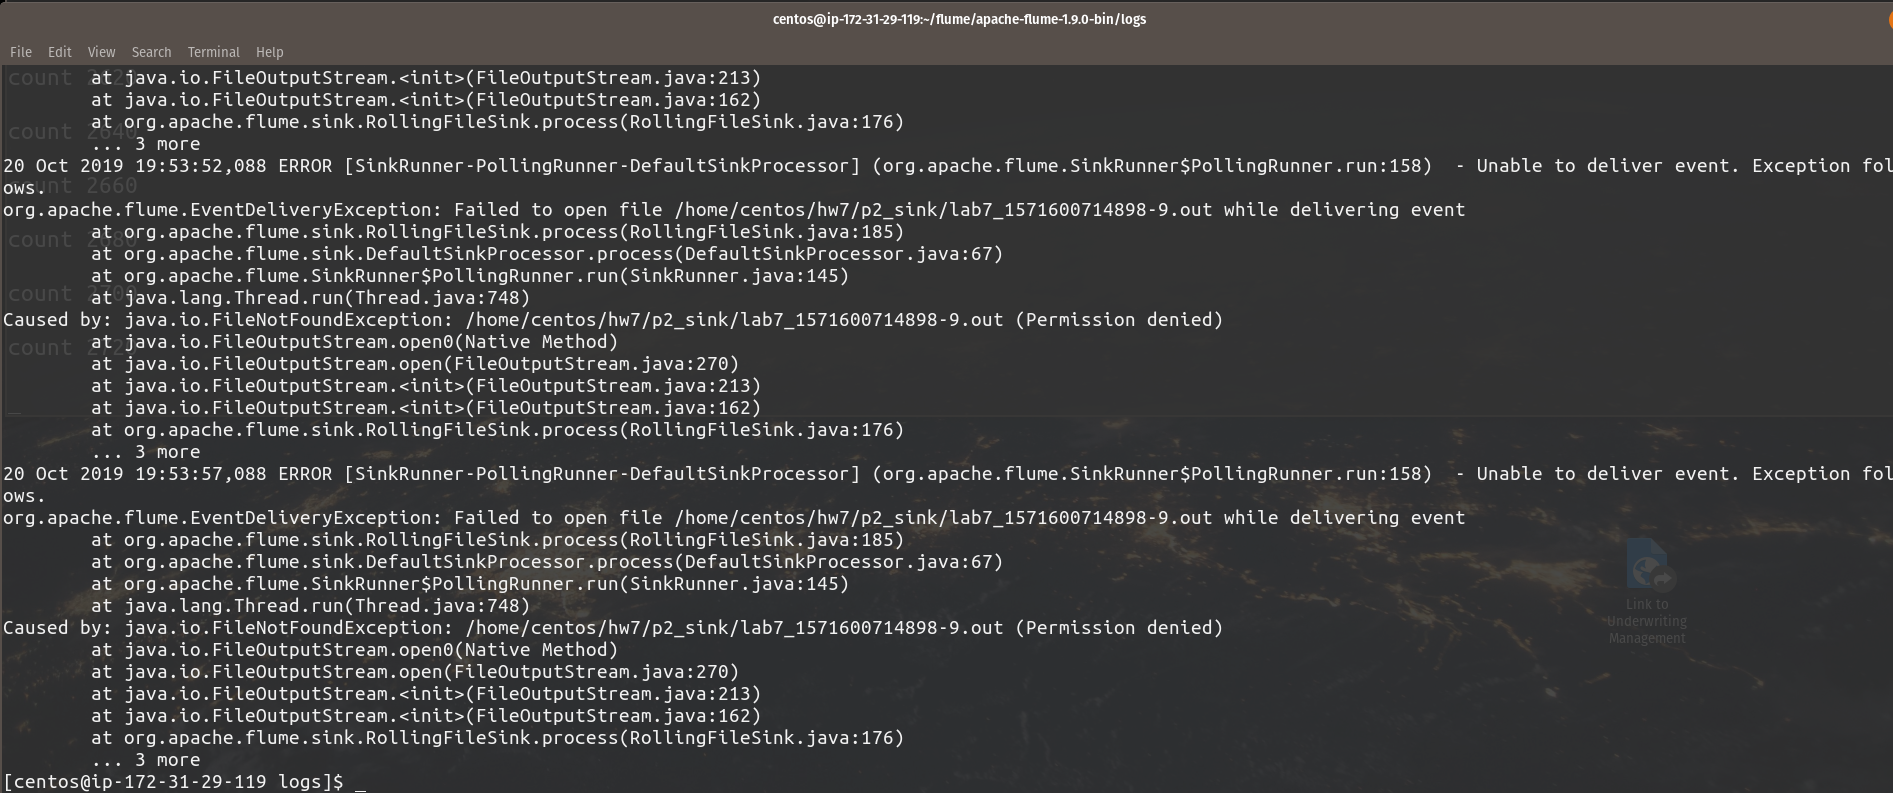 centos@ip-172-31-29-119:~/flume/apache-flume-1.9.0-bin/logs
File Edit View Search Terminal Help
at java.io.FileOutputStream.<init>(FileOutputStream.java:213)
at java.io.FileOutputStream.<init>(FileOutputStream.java:162)
at org.apache.flume.sink.RollingFileSink.process(RollingFileSink.java:176)
... 3 more
20 Oct 2019 19:53:52,088 ERROR [SinkRunner-PollingRunner-DefaultSinkProcessor] (org.apache.flume.SinkRunner$PollingRunner.run:158)  - Unable to deliver event. Exception fol
ows.
org.apache.flume.EventDeliveryException: Failed to open file /home/centos/hw7/p2_sink/lab7_1571600714898-9.out while delivering event
at org.apache.flume.sink.RollingFileSink.process(RollingFileSink.java:185)
at org.apache.flume.sink.DefaultSinkProcessor.process(DefaultSinkProcessor.java:67)
at org.apache.flume.SinkRunner$PollingRunner.run(SinkRunner.java:145)
at java.lang.Thread.run(Thread.java:748)
Caused by: java.io.FileNotFoundException: /home/centos/hw7/p2_sink/lab7_1571600714898-9.out (Permission denied)
at java.io.FileOutputStream.open0(Native Method)
at java.io.FileOutputStream.open(FileOutputStream.java:270)
at java.io.FileOutputStream.<init>(FileOutputStream.java:213)
at java.io.FileOutputStream.<init>(FileOutputStream.java:162)
at org.apache.flume.sink.RollingFileSink.process(RollingFileSink.java:176)
... 3 more
20 Oct 2019 19:53:57,088 ERROR [SinkRunner-PollingRunner-DefaultSinkProcessor] (org.apache.flume.SinkRunner$PollingRunner.run:158)  - Unable to deliver event. Exception fol
ows.
org.apache.flume.EventDeliveryException: Failed to open file /home/centos/hw7/p2_sink/lab7_1571600714898-9.out while delivering event
at org.apache.flume.sink.RollingFileSink.process(RollingFileSink.java:185)
at org.apache.flume.sink.DefaultSinkProcessor.process(DefaultSinkProcessor.java:67)
at org.apache.flume.SinkRunner$PollingRunner.run(SinkRunner.java:145)
at java.lang.Thread.run(Thread.java:748)
Caused by: java.io.FileNotFoundException: /home/centos/hw7/p2_sink/lab7_1571600714898-9.out (Permission denied)
at java.io.FileOutputStream.open0(Native Method)
at java.io.FileOutputStream.open(FileOutputStream.java:270)
at java.io.FileOutputStream.<init>(FileOutputStream.java:213)
at java.io.FileOutputStream.<init>(FileOutputStream.java:162)
at org.apache.flume.sink.RollingFileSink.process(RollingFileSink.java:176)
... 3 more
[centos@ip-172-31-29-119 logs]$ _
count
count 2640
count 2660
count 2680
count 2700
count 2720
Link to
Underwriting
Management